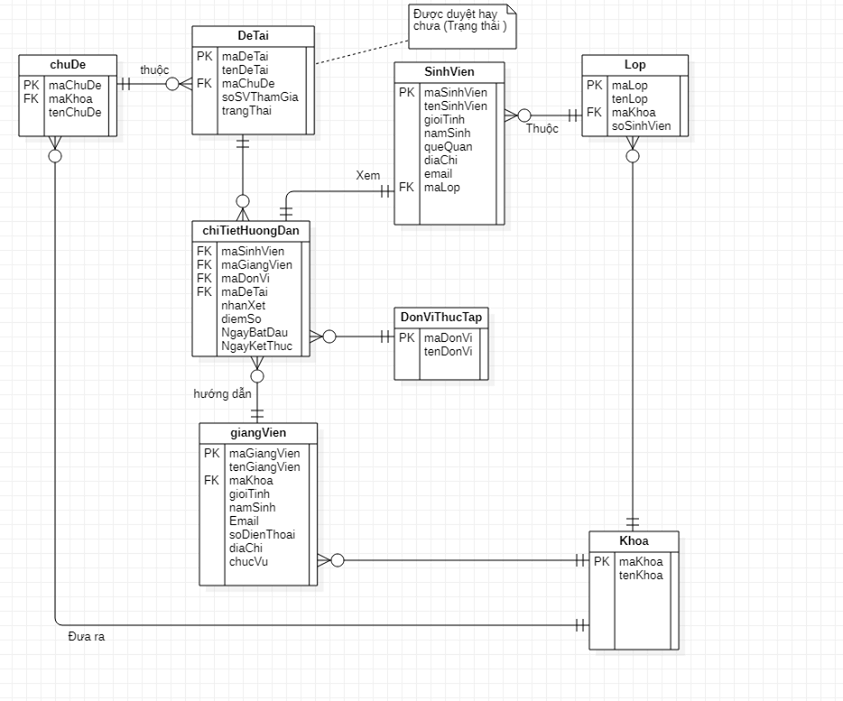 DeTai
PK maDeTai
tenDeTai
FK maChuDe
soSVThamGia
trangThai
Được duyệt hay
chưa (Trạng thái )
chuDe
PK maChuDe
FK maKhoa
tenChuDe
thuộc
SinhVien
PK maSinhVien
tenSinhVien
gioiTinh
namSinh
queQuan
diaChi
email
FK maLop
Lop
PK maLop
tenLop
FK maKhoa
soSinhVien
Thuộc
Xem
chiTietHuongDan
FK maSinhVien
FK maGiangVien
FK maDonVi
FK maDeTai
nhanXet
diemSo
NgayBatDau
NgayKetThuc
DonViThucTap
PK maDonVi
tenDonVi
hướng dẫn
giangVien
PK maGiangVien
tenGiangVien
FK maKhoa
gioiTinh
namSinh
Email
soDienThoai
diaChi
chucVu
Khoa
PK maKhoa
tenKhoa
Đưa ra